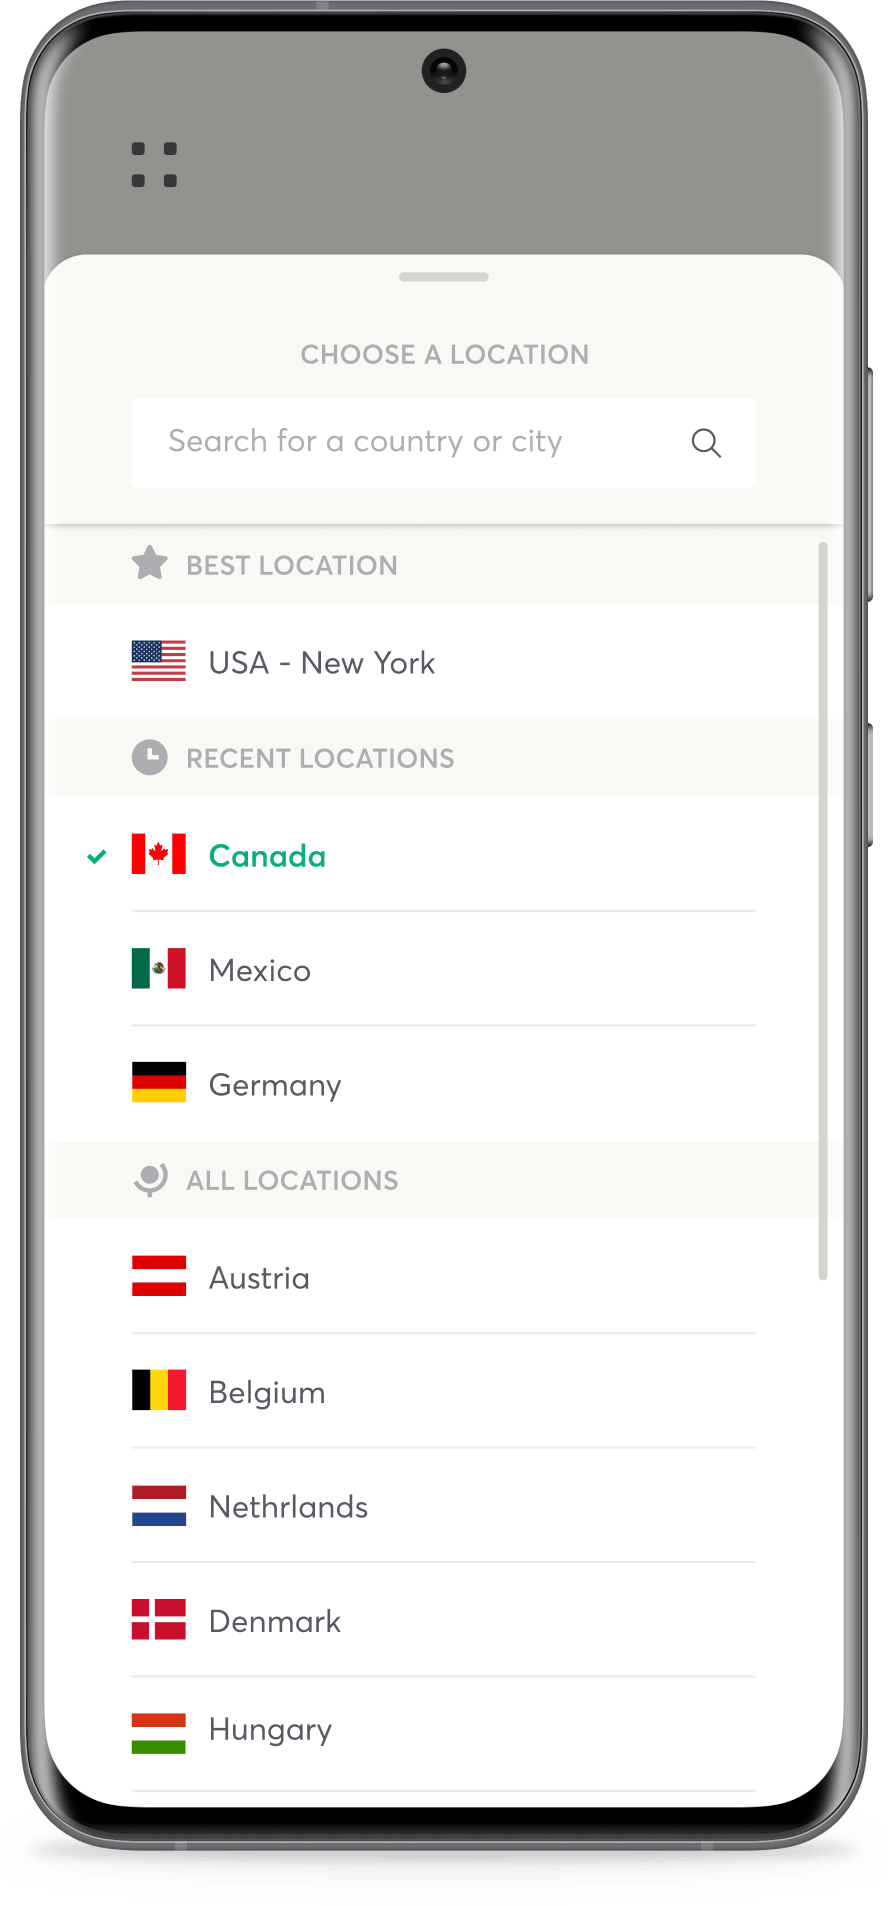 CHOOSE A LOCATION
Search for a country or city
BEST LOCATION
USA - New York
RECENT LOCATIONS
Canada
Mexico
Germany
ALL LOCATIONS
Austria
Belgium
Nethrlands
Denmark
Hungary